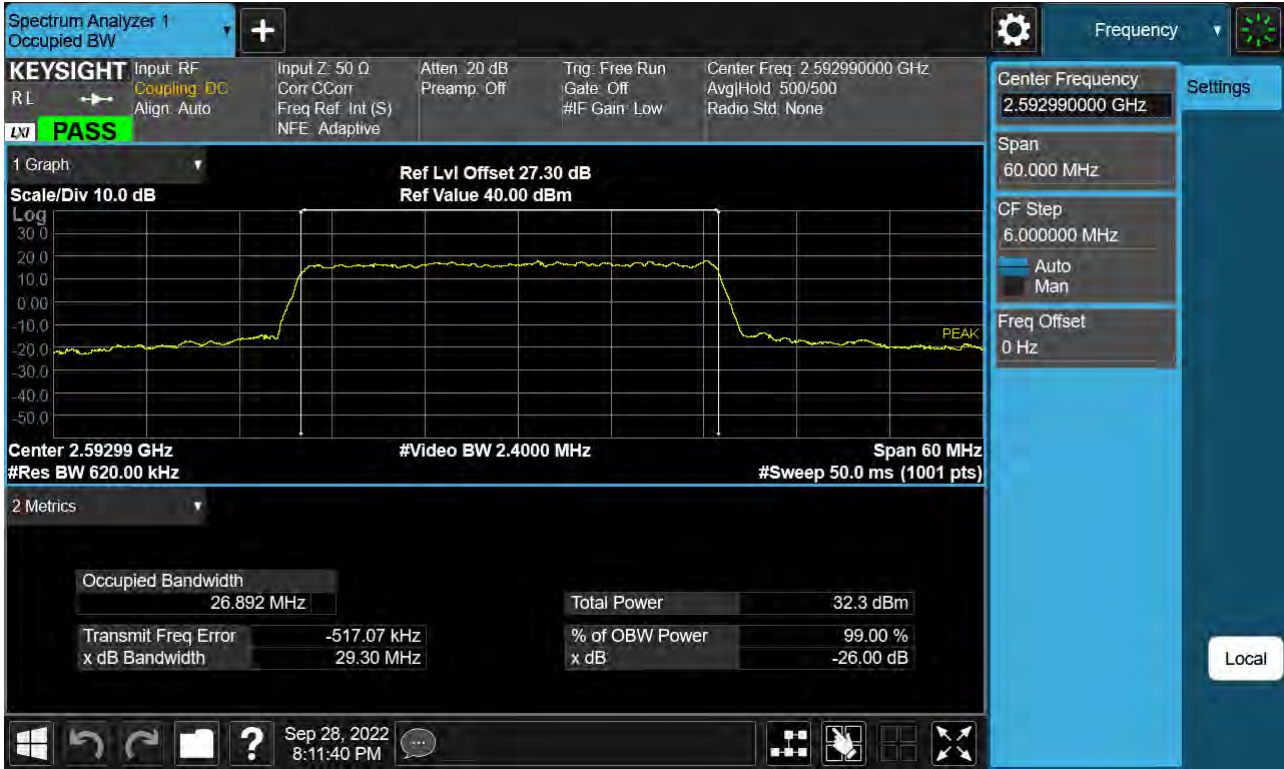 Spectrum Analyzer 1
Occupied BW
Frequency
KEYSIGHT
RL
LXI
PASS
Input: RF
Coupling: DC
Align: Auto
Input Z: 50 Ω
Corr CCorr
Freq Ref: Int (S)
NFE: Adaptive
Atten: 20 dB
Preamp: Off
Trig: Free Run
Gate: Off
#IF Gain: Low
Center Freq: 2.592990000 GHz
Avg|Hold: 500/500
Radio Std: None
1 Graph
Scale/Div 10.0 dB
Ref Lvl Offset 27.30 dB
Ref Value 40.00 dBm
Log
30.0
20.0
10.0
0.00
-10.0
-20.0
-30.0
-40.0
-50.0
PEAK
Center 2.59299 GHz
#Video BW 2.4000 MHz
Span 60 MHz
#Res BW 620.00 kHz
#Sweep 50.0 ms (1001 pts)
2 Metrics
Occupied Bandwidth
26.892 MHz
Total Power 32.3 dBm
Transmit Freq Error -517.07 kHz
% of OBW Power 99.00 %
x dB Bandwidth 29.30 MHz
x dB -26.00 dB
Center Frequency
2.592990000 GHz
Settings
Span
60.000 MHz
CF Step
6.000000 MHz
Auto
Man
Freq Offset
0 Hz
Local
?
Sep 28, 2022
8:11:40 PM